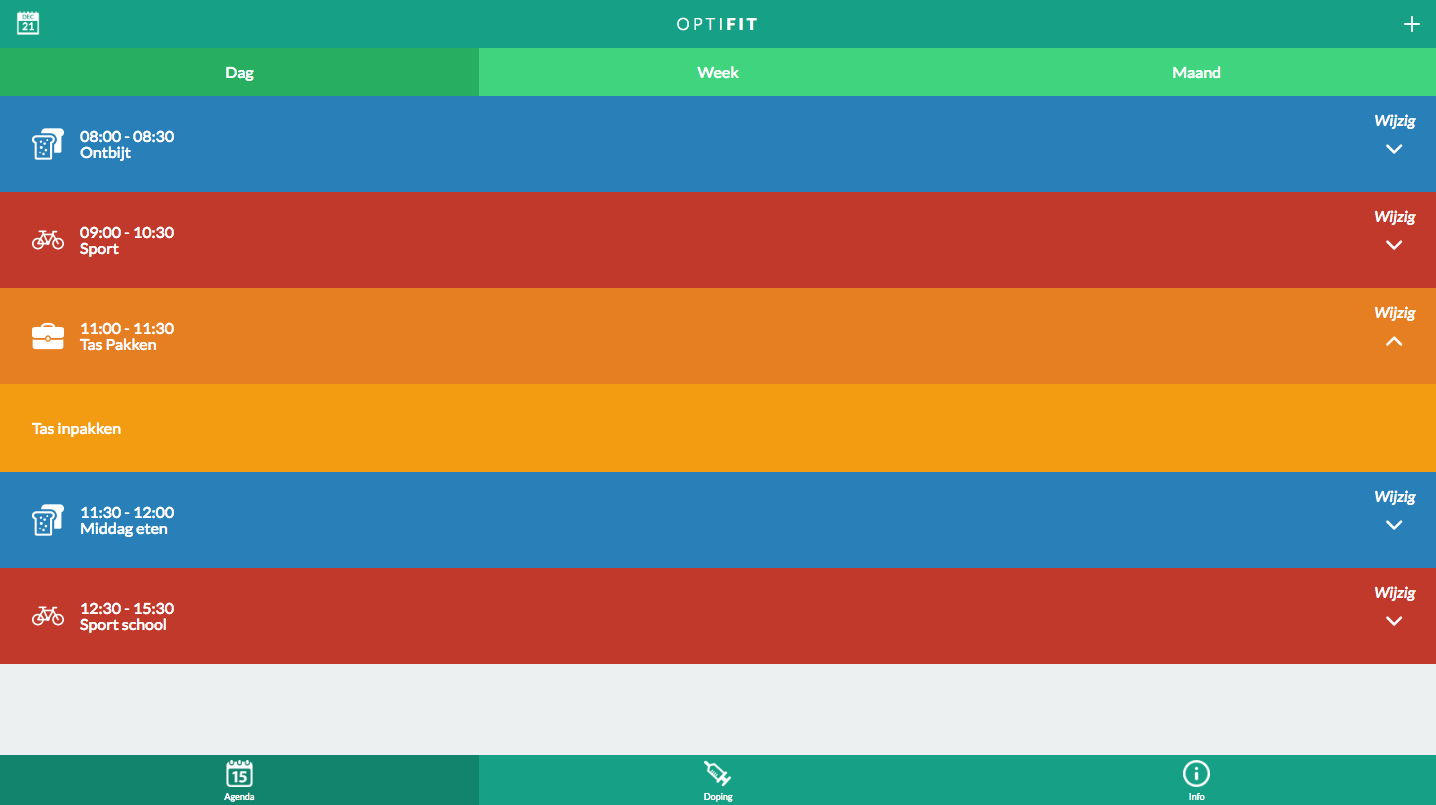 DEC
21
OPTIFIT
Dag
Week
Maand
08:00 - 08:30
Ontbijt
Wijzig
09:00 - 10:30
Sport
Wijzig
11:00 - 11:30
Tas Pakken
Wijzig
Tas inpakken
11:30 - 12:00
Middag eten
Wijzig
12:30 - 15:30
Sport school
Wijzig
15
Agenda
Doping
Info